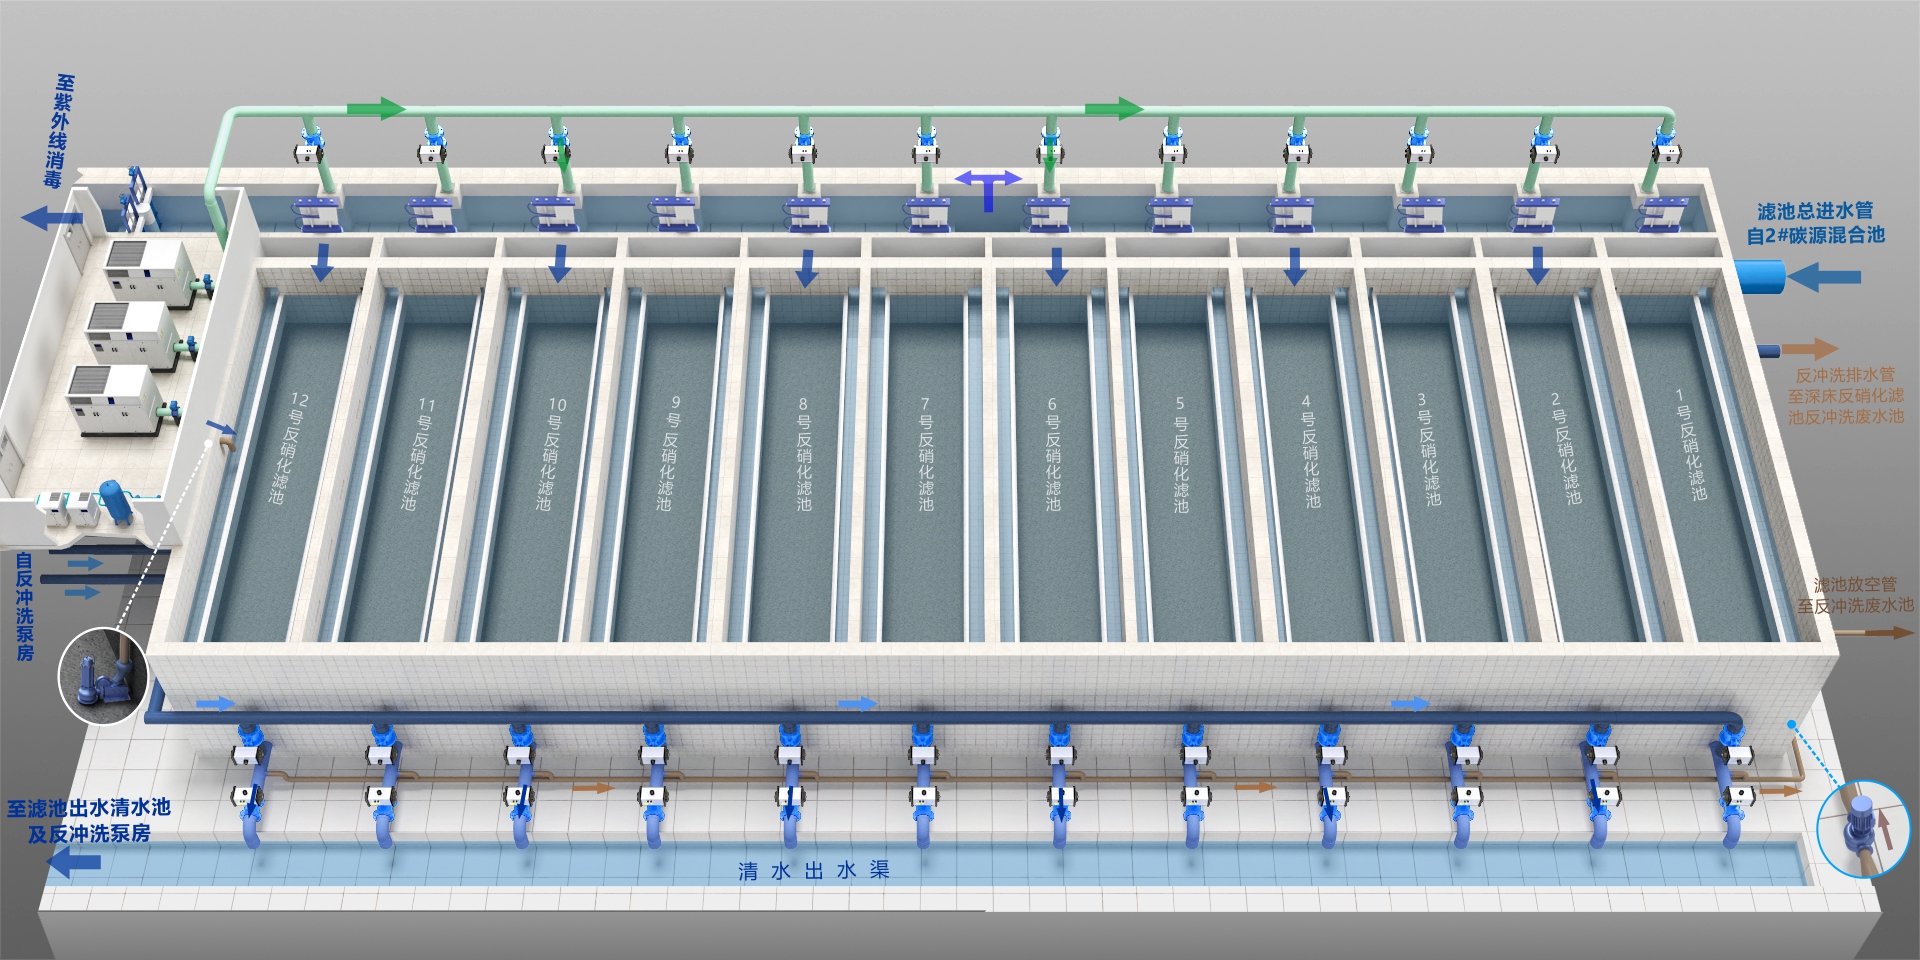 至紫外线消毒
滤池总进水管
自2#碳源混合池
反冲洗排水管
至深床反硝化滤
池反冲洗废水池
12号反硝化滤池
11号反硝化滤池
10号反硝化滤池
9号反硝化滤池
8号反硝化滤池
7号反硝化滤池
6号反硝化滤池
5号反硝化滤池
4号反硝化滤池
3号反硝化滤池
2号反硝化滤池
1号反硝化滤池
自反冲洗泵房
滤池放空管
至反冲洗废水池
至滤池出水清水池
及反冲洗泵房
清水出水渠